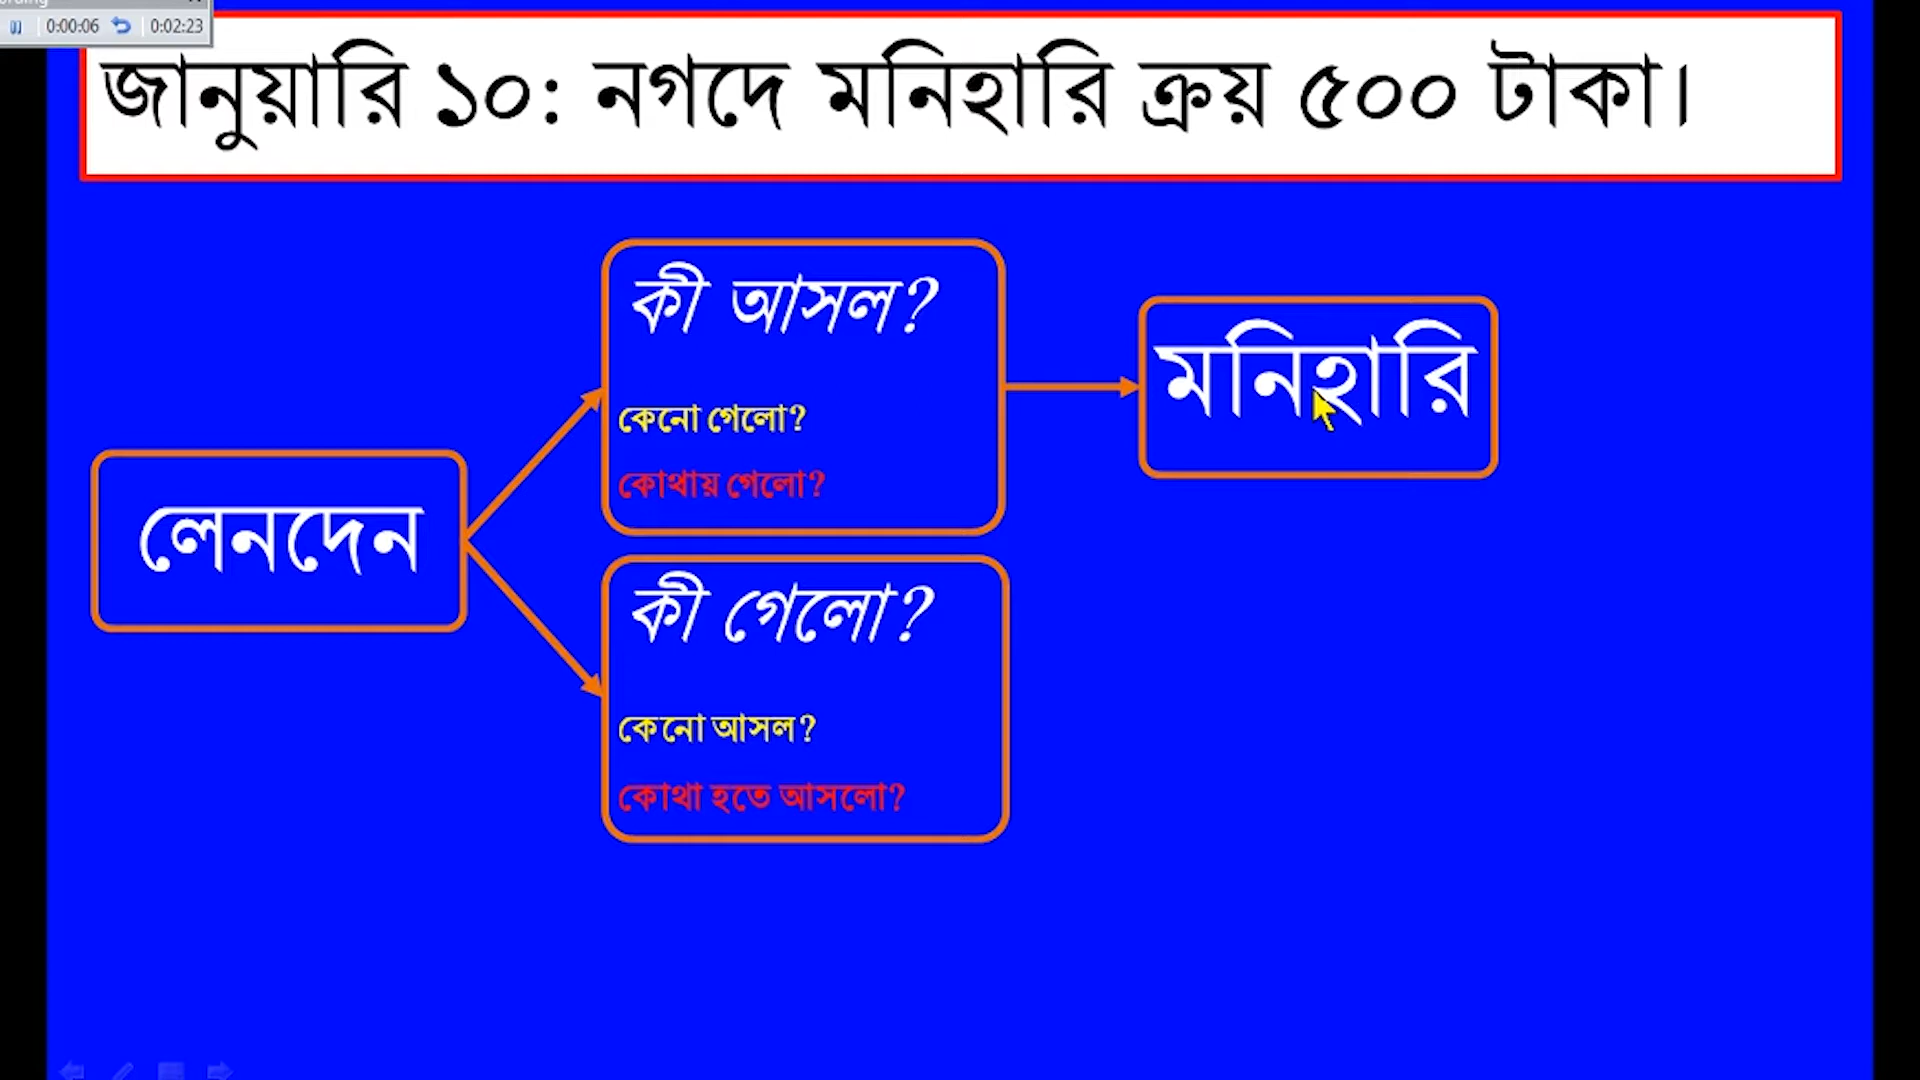 0:00:06 0:02:23
জানুয়ারি ১০: নগদে মনিহারি ক্রয় ৫০০ টাকা।
কী আসল?
কেনো গেলো?
কোথায় গেলো?
মনিহারি
লেনদেন
কী গেলো?
কেনো আসল?
কোথা হতে আসলো?